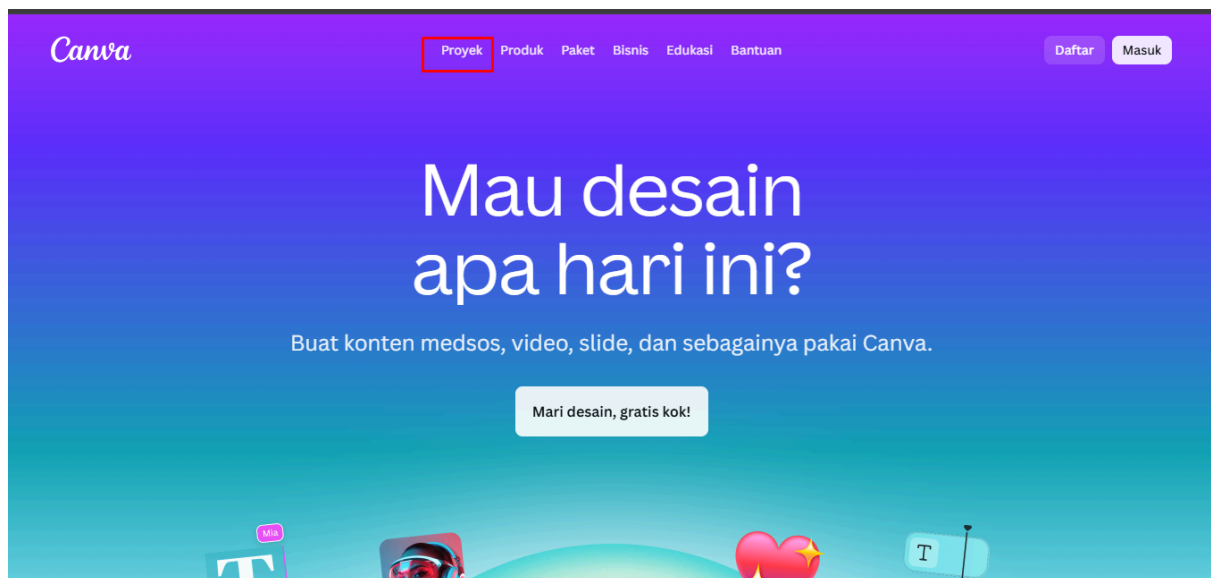 Canva
Proyek Produk Paket Bisnis Edukasi Bantuan
Daftar Masuk
Mau desain
apa hari ini?
Buat konten medsos, video, slide, dan sebagainya pakai Canva.
Mari desain, gratis kok!
Mia
T
T